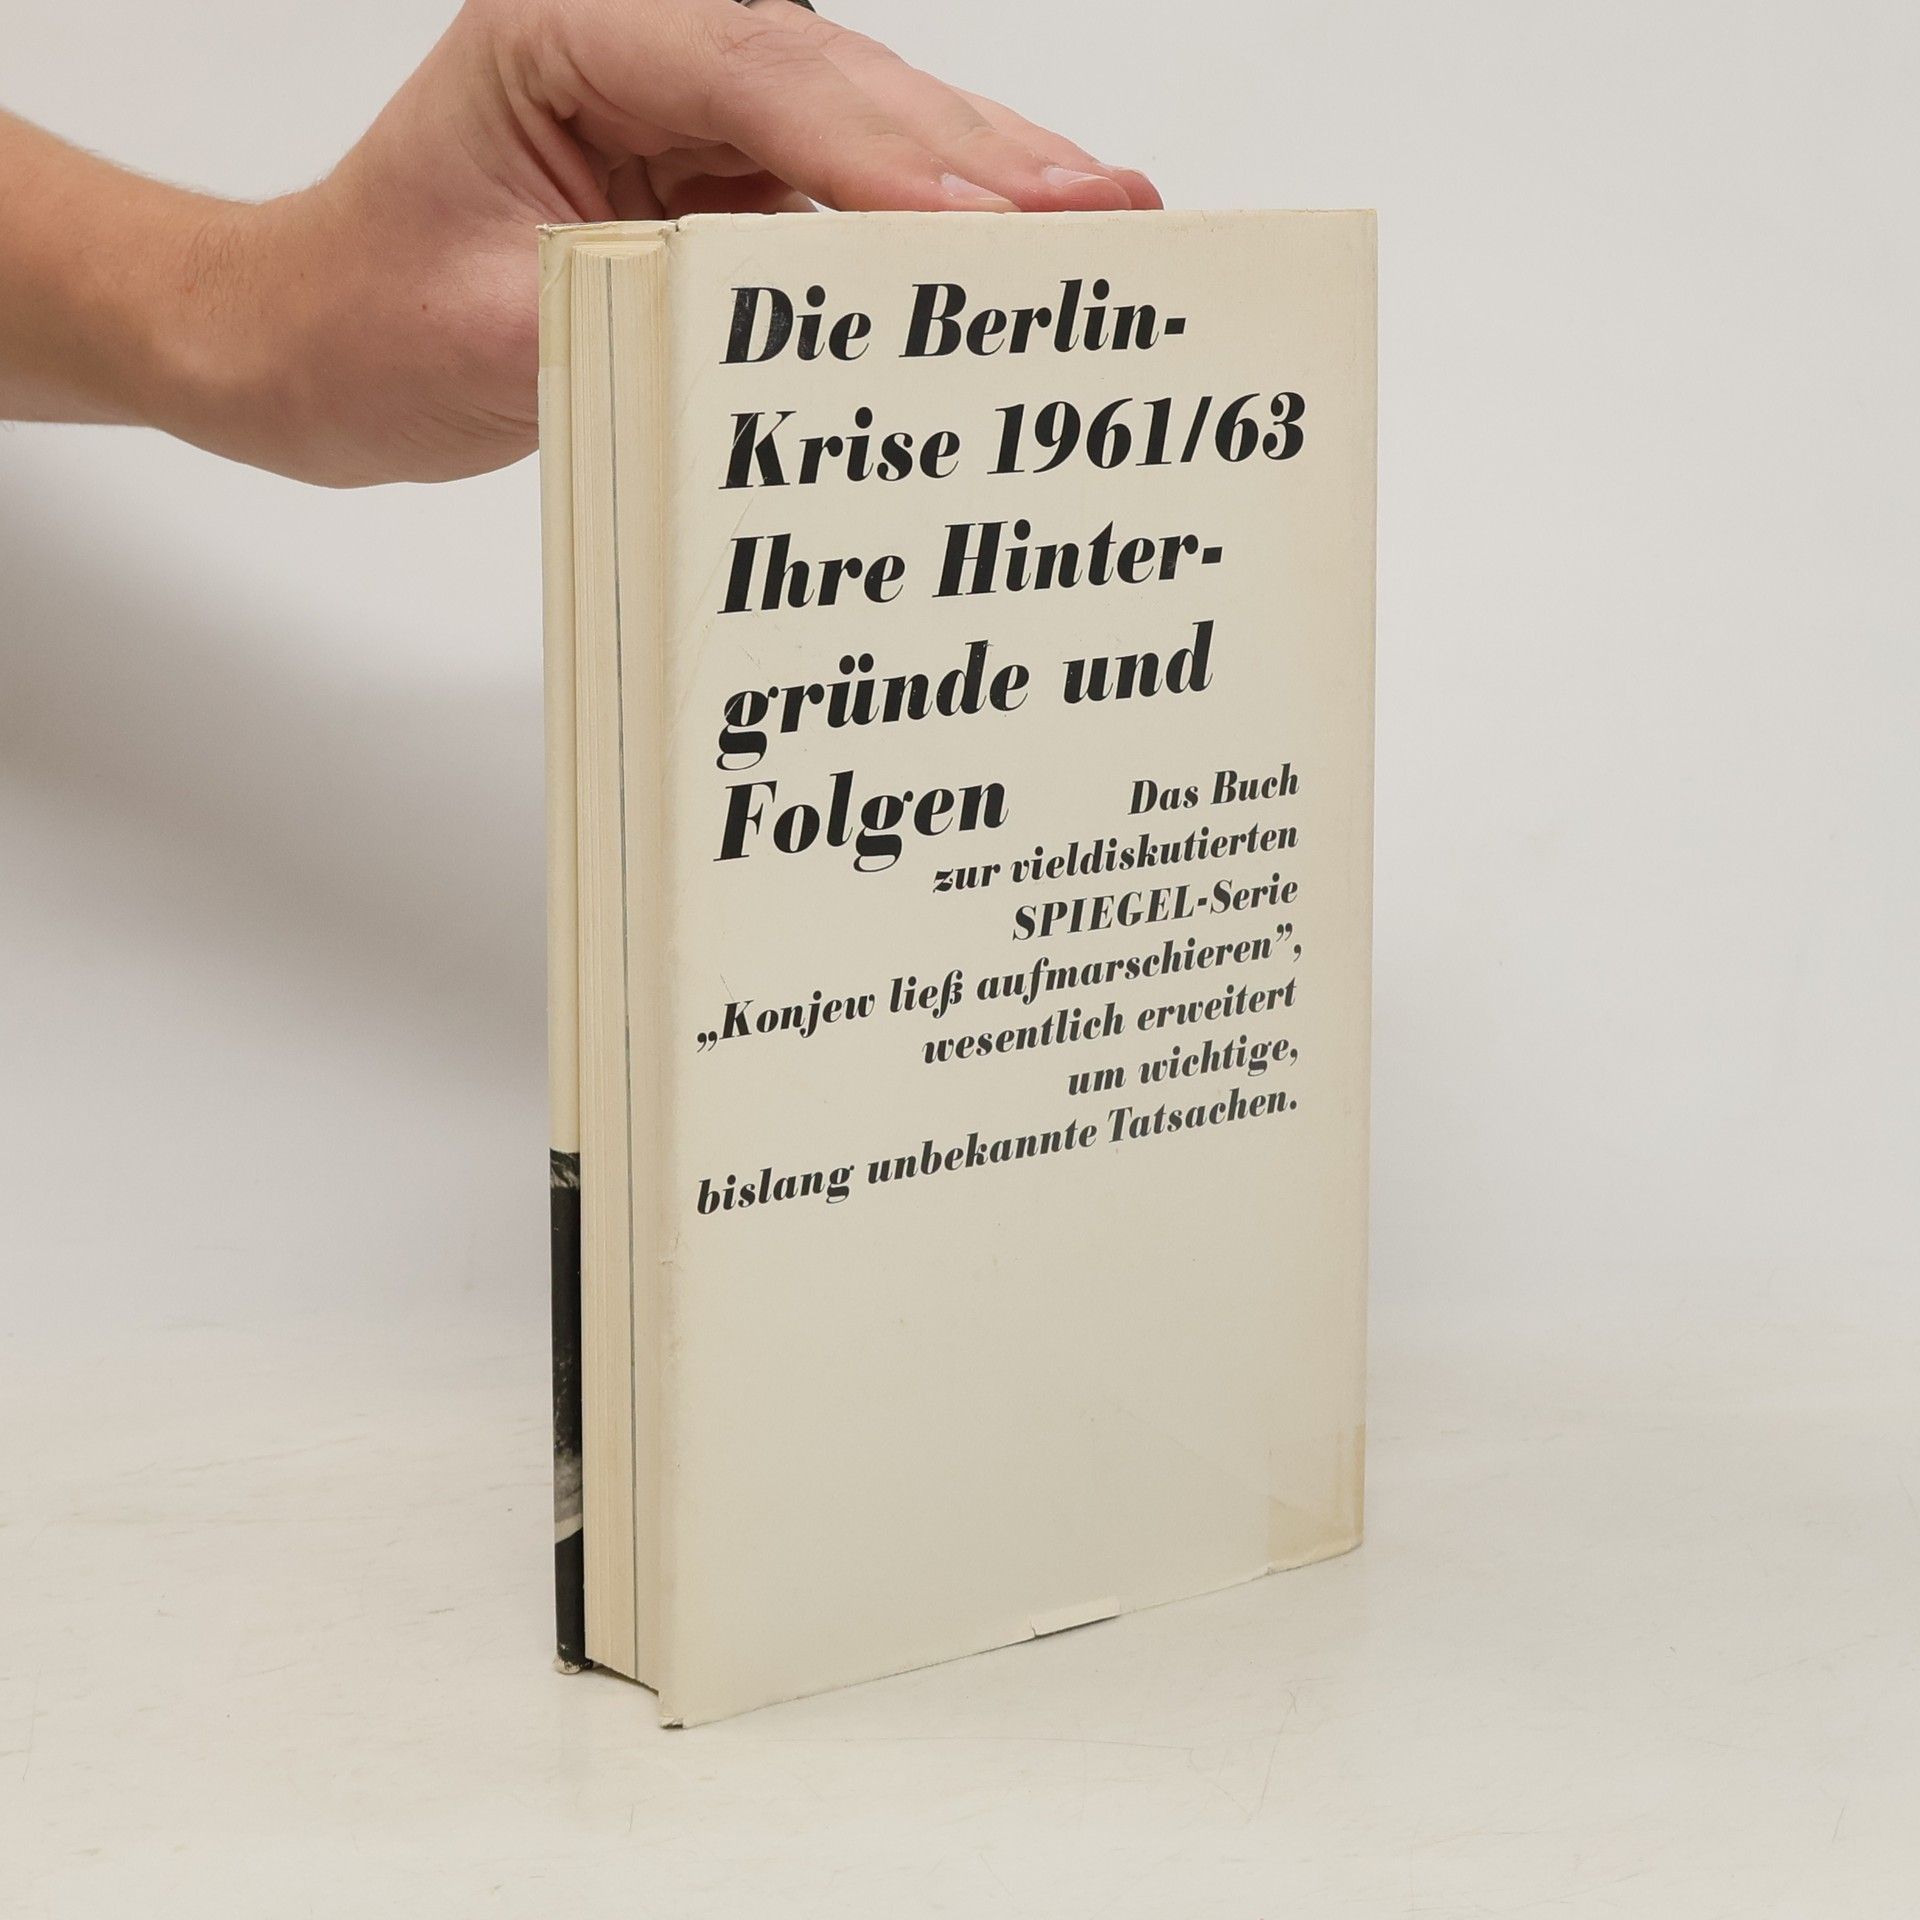 Die Berlin-
Krise 1961/63
Ihre Hinter-
gründe und
Folgen
Das Buch
zur vieldiskutierten
SPIEGEL-Serie
„Konjew ließ aufmarschieren”,
wesentlich erweitert
um wichtige,
bislang unbekannte Tatsachen.